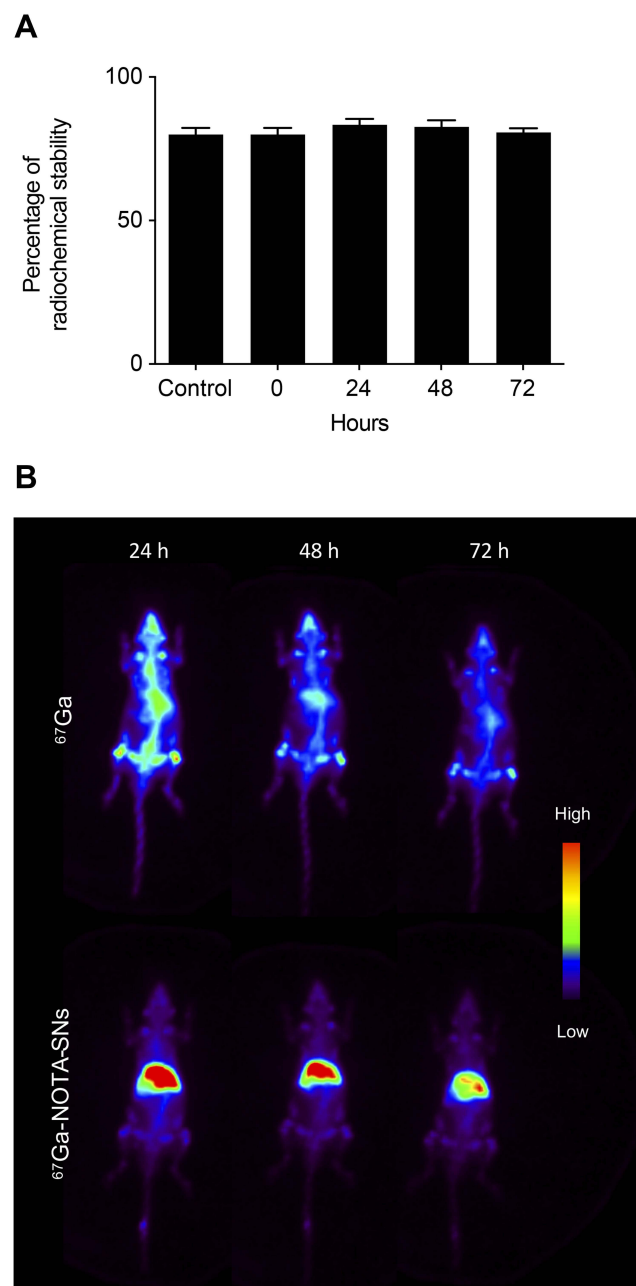 A
Percentage of
radiochemical stability
100
50
0
Control 0 24 48 72
Hours
B
24 h 48 h 72 h
⁶⁷Ga
High
Low
⁶⁷Ga-NOTA-SNs